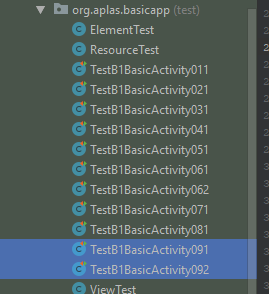 org.aplas.basicapp (test)
ElementTest
ResourceTest
TestB1BasicActivity011
TestB1BasicActivity021
TestB1BasicActivity031
TestB1BasicActivity041
TestB1BasicActivity051
TestB1BasicActivity061
TestB1BasicActivity062
TestB1BasicActivity071
TestB1BasicActivity081
TestB1BasicActivity091
TestB1BasicActivity092
ViewTest